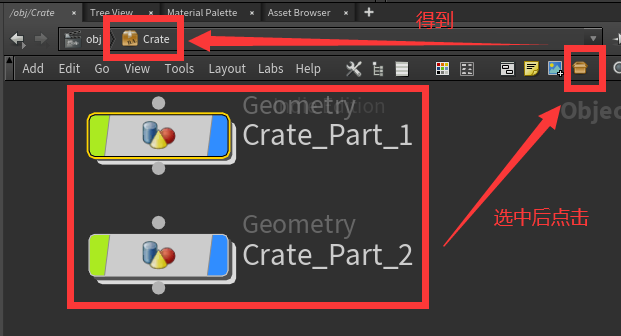 /obj/Crate × Tree View × Material Palette × Asset Browser × +
得到
obj Crate
Add Edit Go View Tools Layout Labs Help
Geometry
Crate_Part_1
Objec
选中后点击
Geometry
Crate_Part_2